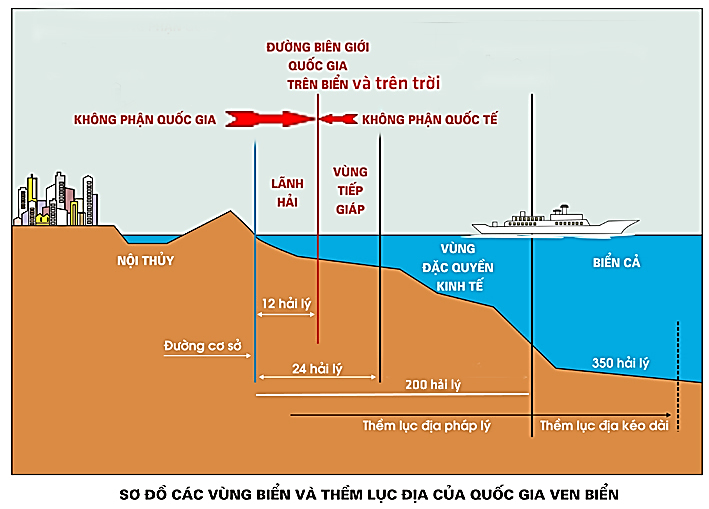 ĐƯỜNG BIÊN GIỚI
QUỐC GIA
TRÊN BIỂN và trên trời
KHÔNG PHẬN QUỐC GIA
KHÔNG PHẬN QUỐC TẾ
LÃNH
HẢI
VÙNG
TIẾP
GIÁP
NỘI THỦY
VÙNG
ĐẶC QUYỀN
KINH TẾ
BIỂN CẢ
12 hải lý
Đường cơ sở
24 hải lý
350 hải lý
200 hải lý
Thềm lục địa pháp lý
Thềm lục địa kéo dài
SƠ ĐỒ CÁC VÙNG BIỂN VÀ THỀM LỤC ĐỊA CỦA QUỐC GIA VEN BIỂN